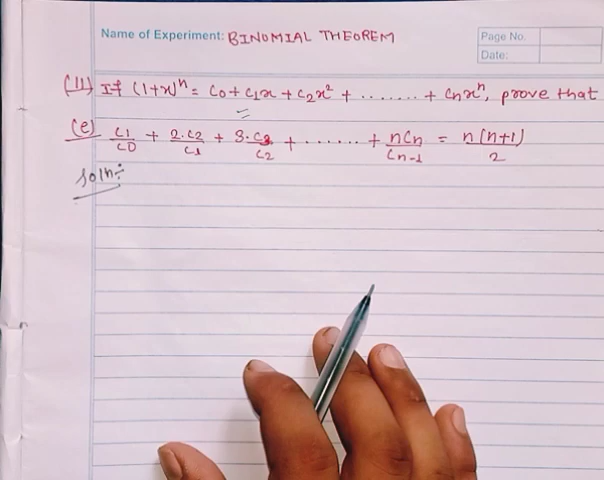 Name of Experiment: BINOMIAL THEOREM
Page No.
Date:
(11) If (1+x)^n = C0 + C1x + C2x² + ........ + Cnx^n, prove that
(e) C1/C0 + 2.C2/C1 + 3.C3/C2 + ....... + nCn/Cn-1 = n(n+1)/2
Soln: